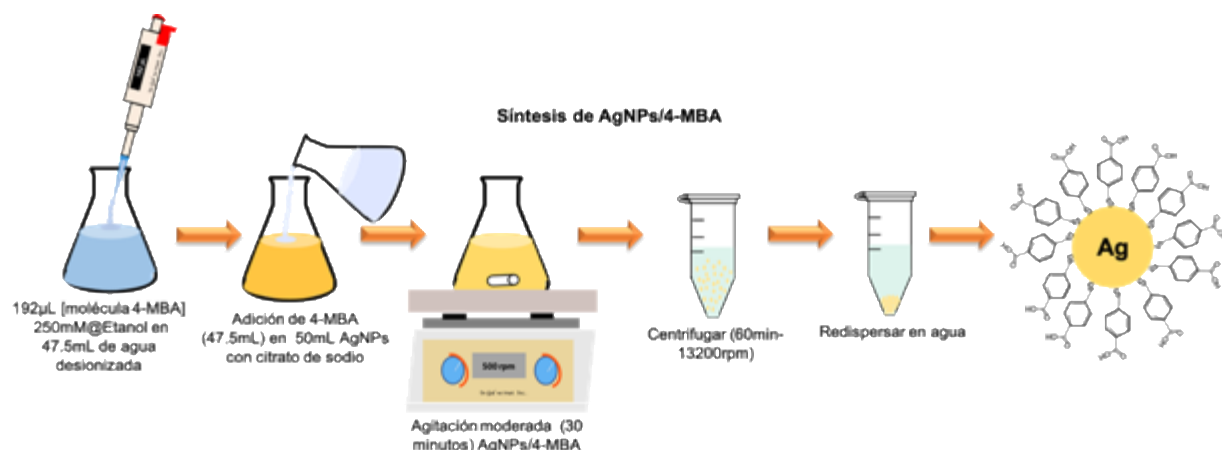 Síntesis de AgNPs/4-MBA
192µL [molécula 4-MBA]
250mM@Etanol en
47.5mL de agua
desionizada
Adición de 4-MBA
(47.5mL) en 50mL AgNPs
con citrato de sodio
500 rpm
Agitación moderada (30
minutos) AgNPs/4-MBA
Centrifugar (60min-
13200rpm)
Redispersar en agua
Ag